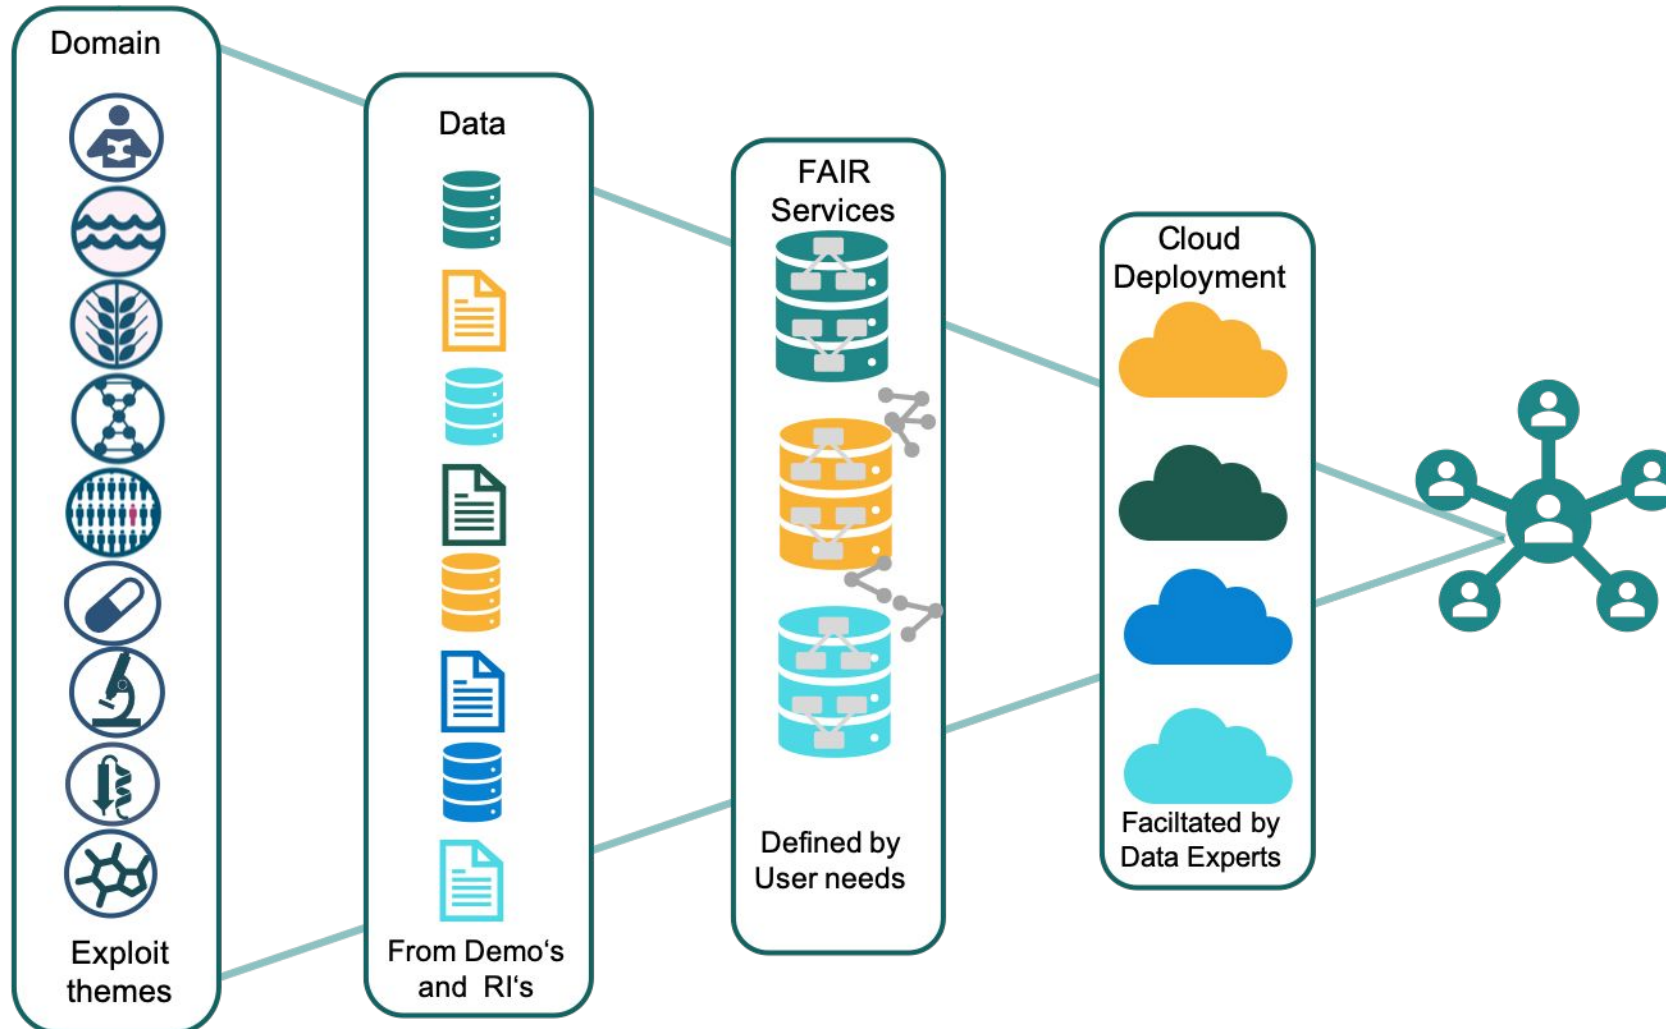 Domain
Exploit
themes
Data
From Demo‘s
and RI‘s
FAIR
Services
Defined by
User needs
Cloud
Deployment
Faciltated by
Data Experts